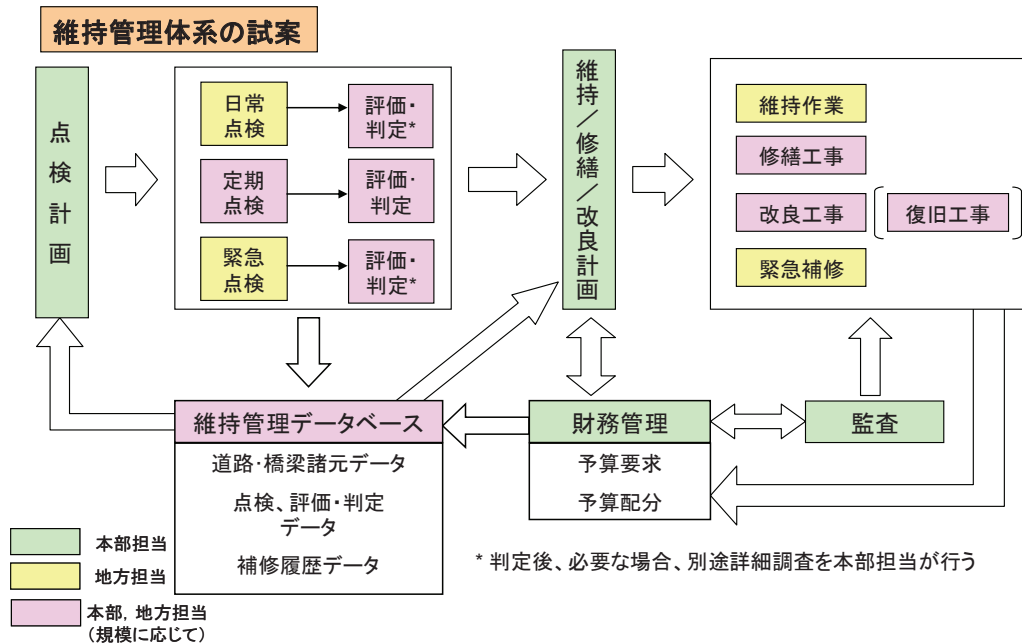 維持管理体系の試案
点検計画
日常
点検
評価・
判定*
定期
点検
評価・
判定
緊急
点検
評価・
判定*
維持／修繕／改良計画
維持作業
修繕工事
改良工事
復旧工事
緊急補修
維持管理データベース
道路・橋梁諸元データ
点検、評価・判定
データ
補修履歴データ
財務管理
予算要求
予算配分
監査
* 判定後、必要な場合、別途詳細調査を本部担当が行う
本部担当
地方担当
本部，地方担当
（規模に応じて）